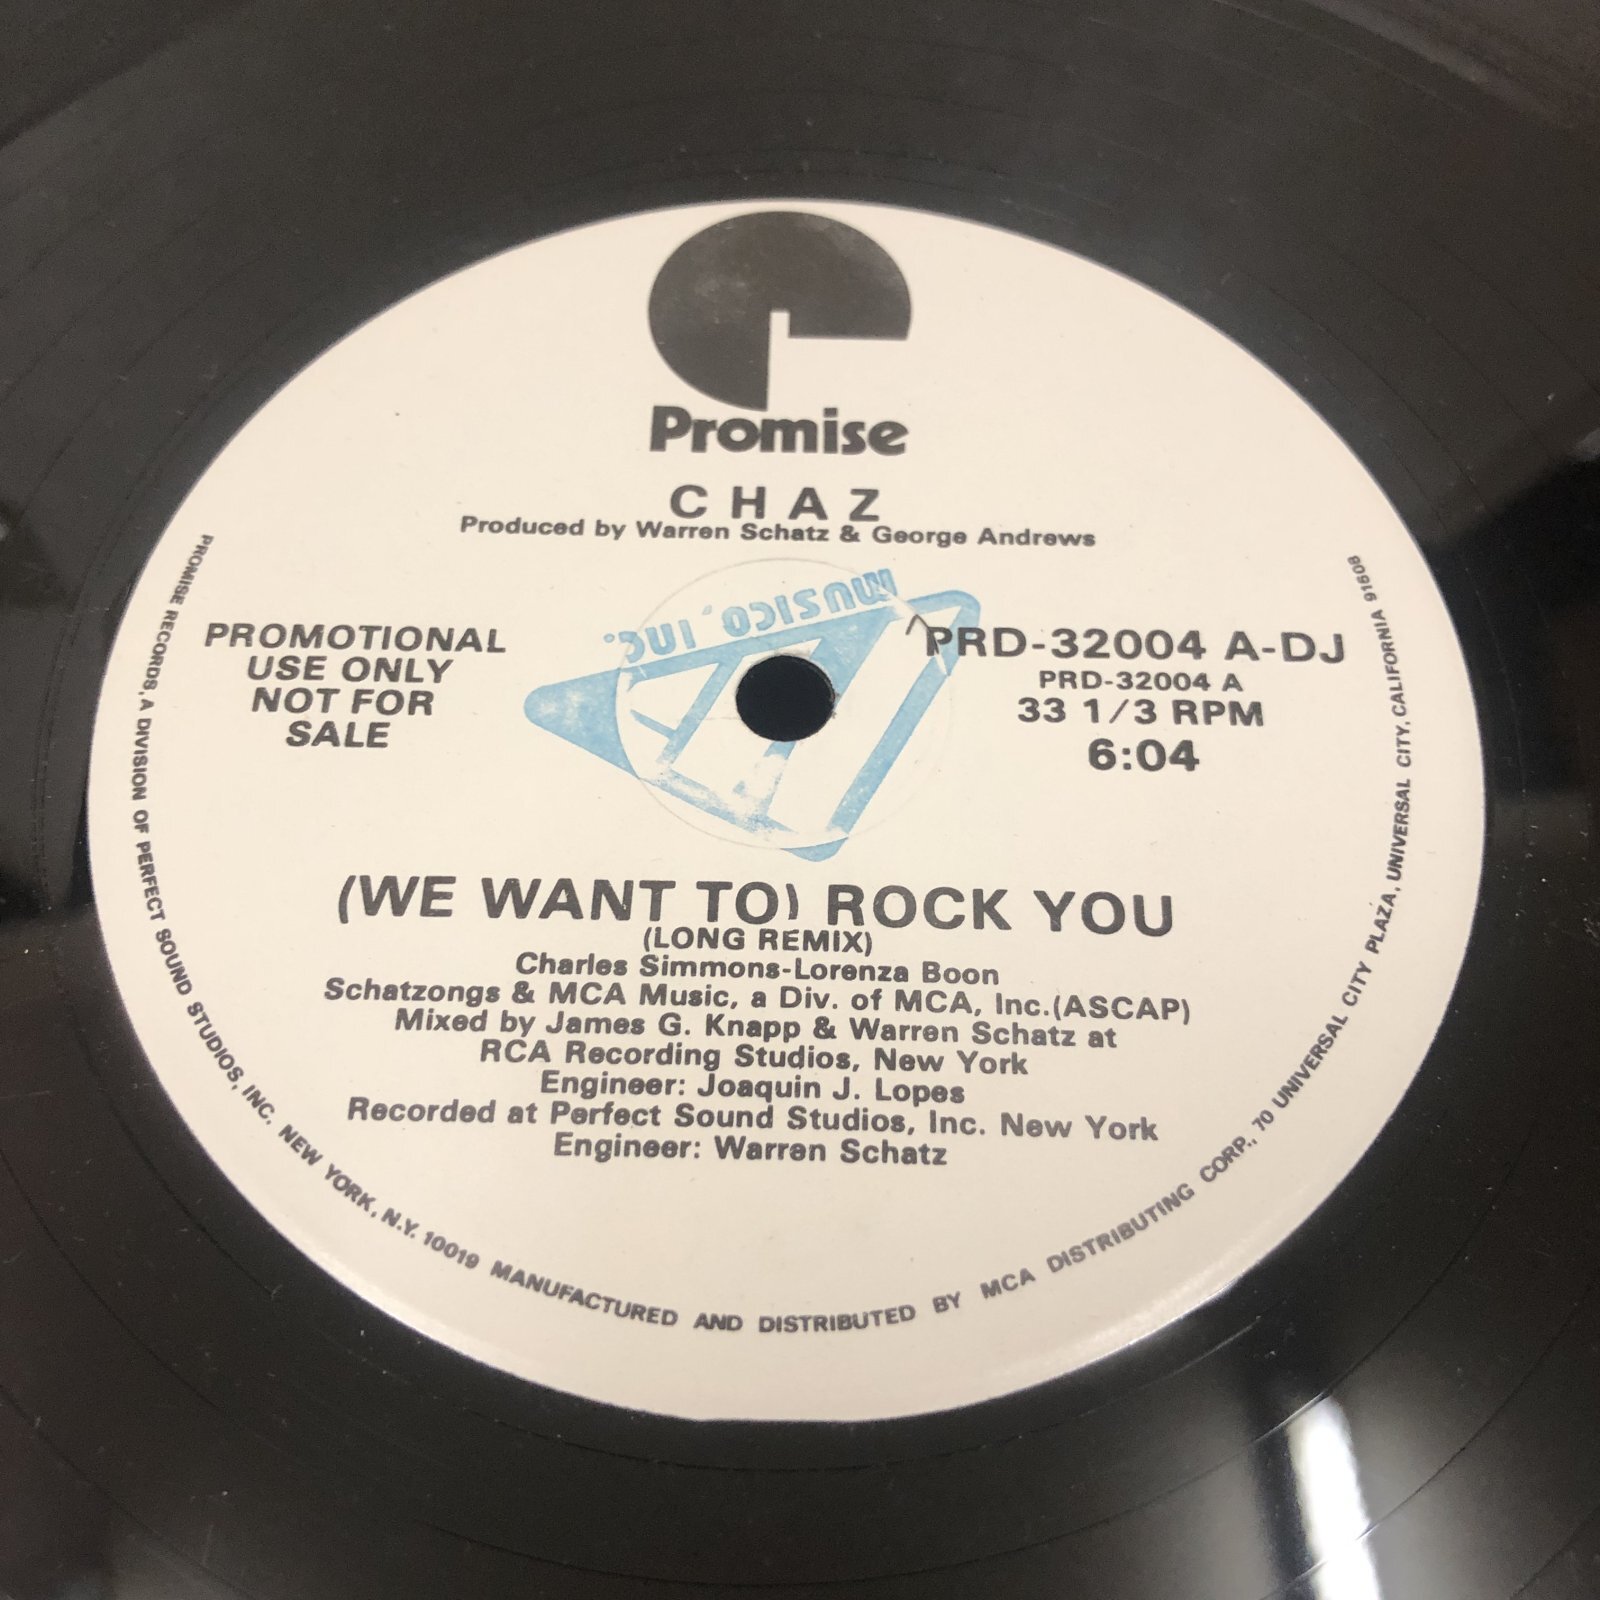 Promise
CHAZ
Produced by Warren Schatz & George Andrews
musico, inc.
PROMOTIONAL
USE ONLY
NOT FOR
SALE
PRD-32004 A-DJ
PRD-32004 A
33 1/3 RPM
6:04
(WE WANT TO) ROCK YOU
(LONG REMIX)
Charles Simmons-Lorenza Boon
Schatzongs & MCA Music, a Div. of MCA, Inc.(ASCAP)
Mixed by James G. Knapp & Warren Schatz at
RCA Recording Studios, New York
Engineer: Joaquin J. Lopes
Recorded at Perfect Sound Studios, Inc. New York
Engineer: Warren Schatz
PROMISE RECORDS, A DIVISION OF PERFECT SOUND STUDIOS, INC. NEW YORK, N.Y. 10019 MANUFACTURED AND DISTRIBUTED BY MCA DISTRIBUTING CORP., 70 UNIVERSAL CITY PLAZA, UNIVERSAL CITY, CALIFORNIA 91608